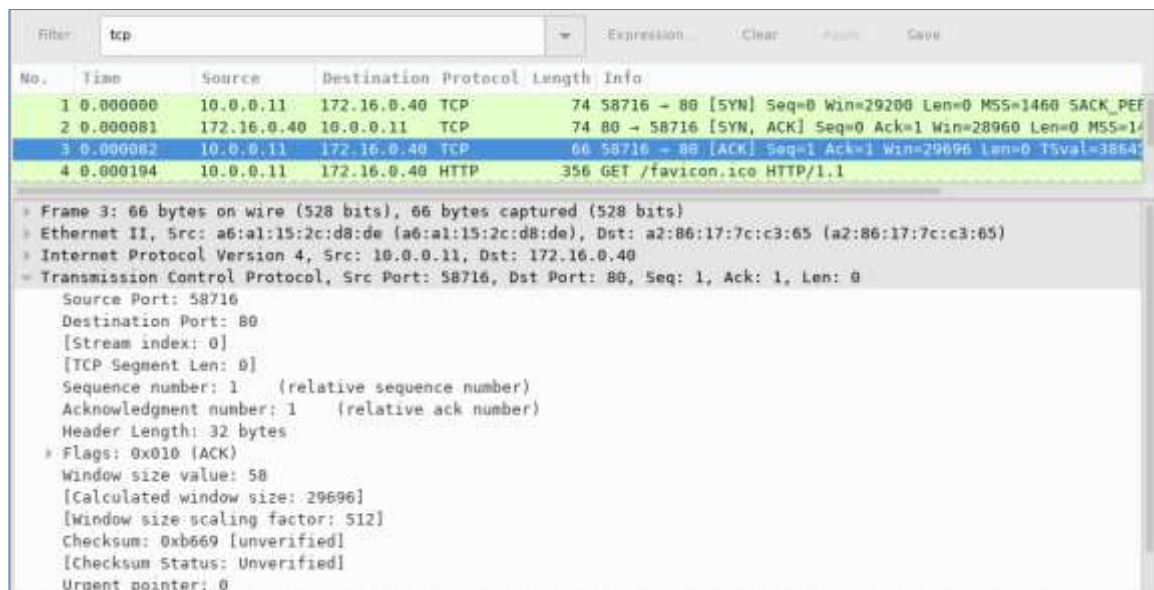 Filter: tcp Expression... Clear Apply Save
No. Time Source Destination Protocol Length Info
1 0.000000 10.0.0.11 172.16.0.40 TCP 74 58716 → 80 [SYN] Seq=0 Win=29200 Len=0 MSS=1460 SACK_PER
2 0.000081 172.16.0.40 10.0.0.11 TCP 74 80 → 58716 [SYN, ACK] Seq=0 Ack=1 Win=28960 Len=0 MSS=14
3 0.000082 10.0.0.11 172.16.0.40 TCP 66 58716 → 80 [ACK] Seq=1 Ack=1 Win=29696 Len=0 TSval=38645
4 0.000194 10.0.0.11 172.16.0.40 HTTP 356 GET /favicon.ico HTTP/1.1
Frame 3: 66 bytes on wire (528 bits), 66 bytes captured (528 bits)
Ethernet II, Src: a6:a1:15:2c:d8:de (a6:a1:15:2c:d8:de), Dst: a2:86:17:7c:c3:65 (a2:86:17:7c:c3:65)
Internet Protocol Version 4, Src: 10.0.0.11, Dst: 172.16.0.40
Transmission Control Protocol, Src Port: 58716, Dst Port: 80, Seq: 1, Ack: 1, Len: 0
Source Port: 58716
Destination Port: 80
[Stream index: 0]
[TCP Segment Len: 0]
Sequence number: 1 (relative sequence number)
Acknowledgment number: 1 (relative ack number)
Header Length: 32 bytes
Flags: 0x010 (ACK)
Window size value: 58
[Calculated window size: 29696]
[Window size scaling factor: 512]
Checksum: 0xb669 [unverified]
[Checksum Status: Unverified]
Urgent pointer: 0